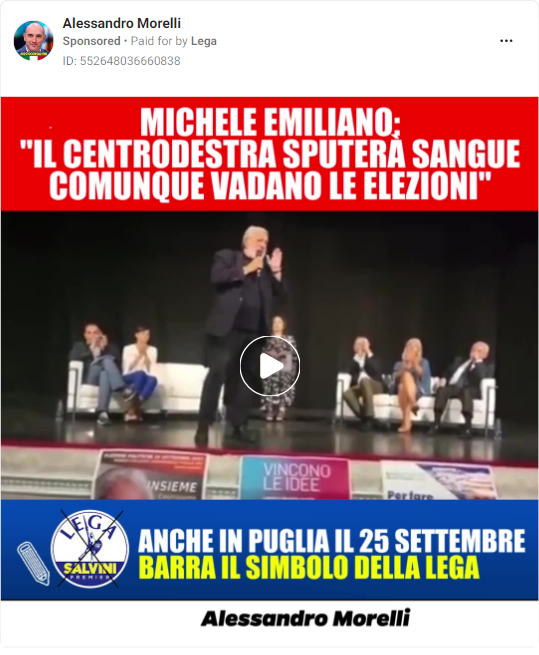 Alessandro Morelli
Sponsored • Paid for by Lega
ID: 552648036660838
MICHELE EMILIANO:
"IL CENTRODESTRA SPUTERÀ SANGUE
COMUNQUE VADANO LE ELEZIONI"
INSIEME
VINCONO
LE IDEE
Per fare
LEGA
SALVINI
PREMIER
ANCHE IN PUGLIA IL 25 SETTEMBRE
BARRA IL SIMBOLO DELLA LEGA
Alessandro Morelli